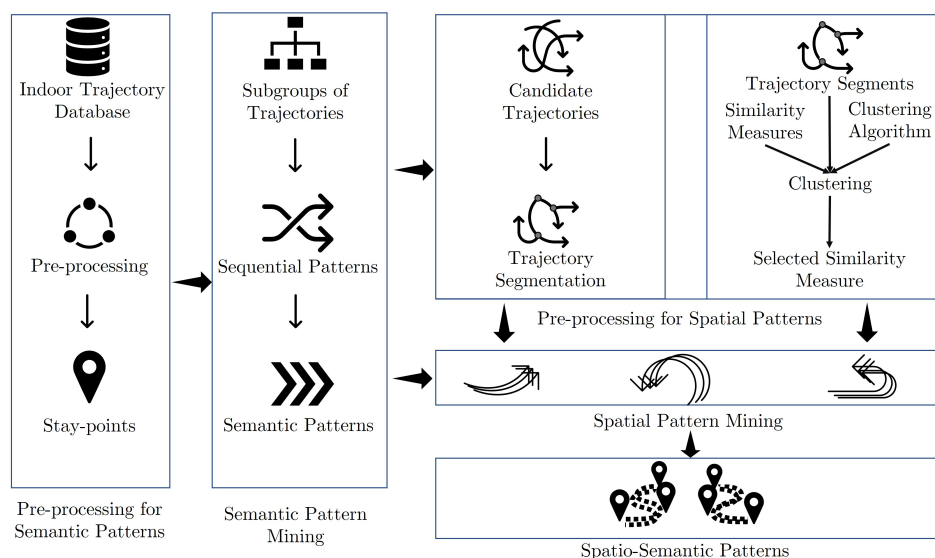 Indoor Trajectory
Database
Pre-processing
Stay-points
Pre-processing for
Semantic Patterns
Subgroups of
Trajectories
Sequential Patterns
Semantic Patterns
Semantic Pattern
Mining
Candidate
Trajectories
Trajectory
Segmentation
Trajectory Segments
Similarity
Measures
Clustering
Algorithm
Clustering
Selected Similarity
Measure
Pre-processing for Spatial Patterns
Spatial Pattern Mining
Spatio-Semantic Patterns